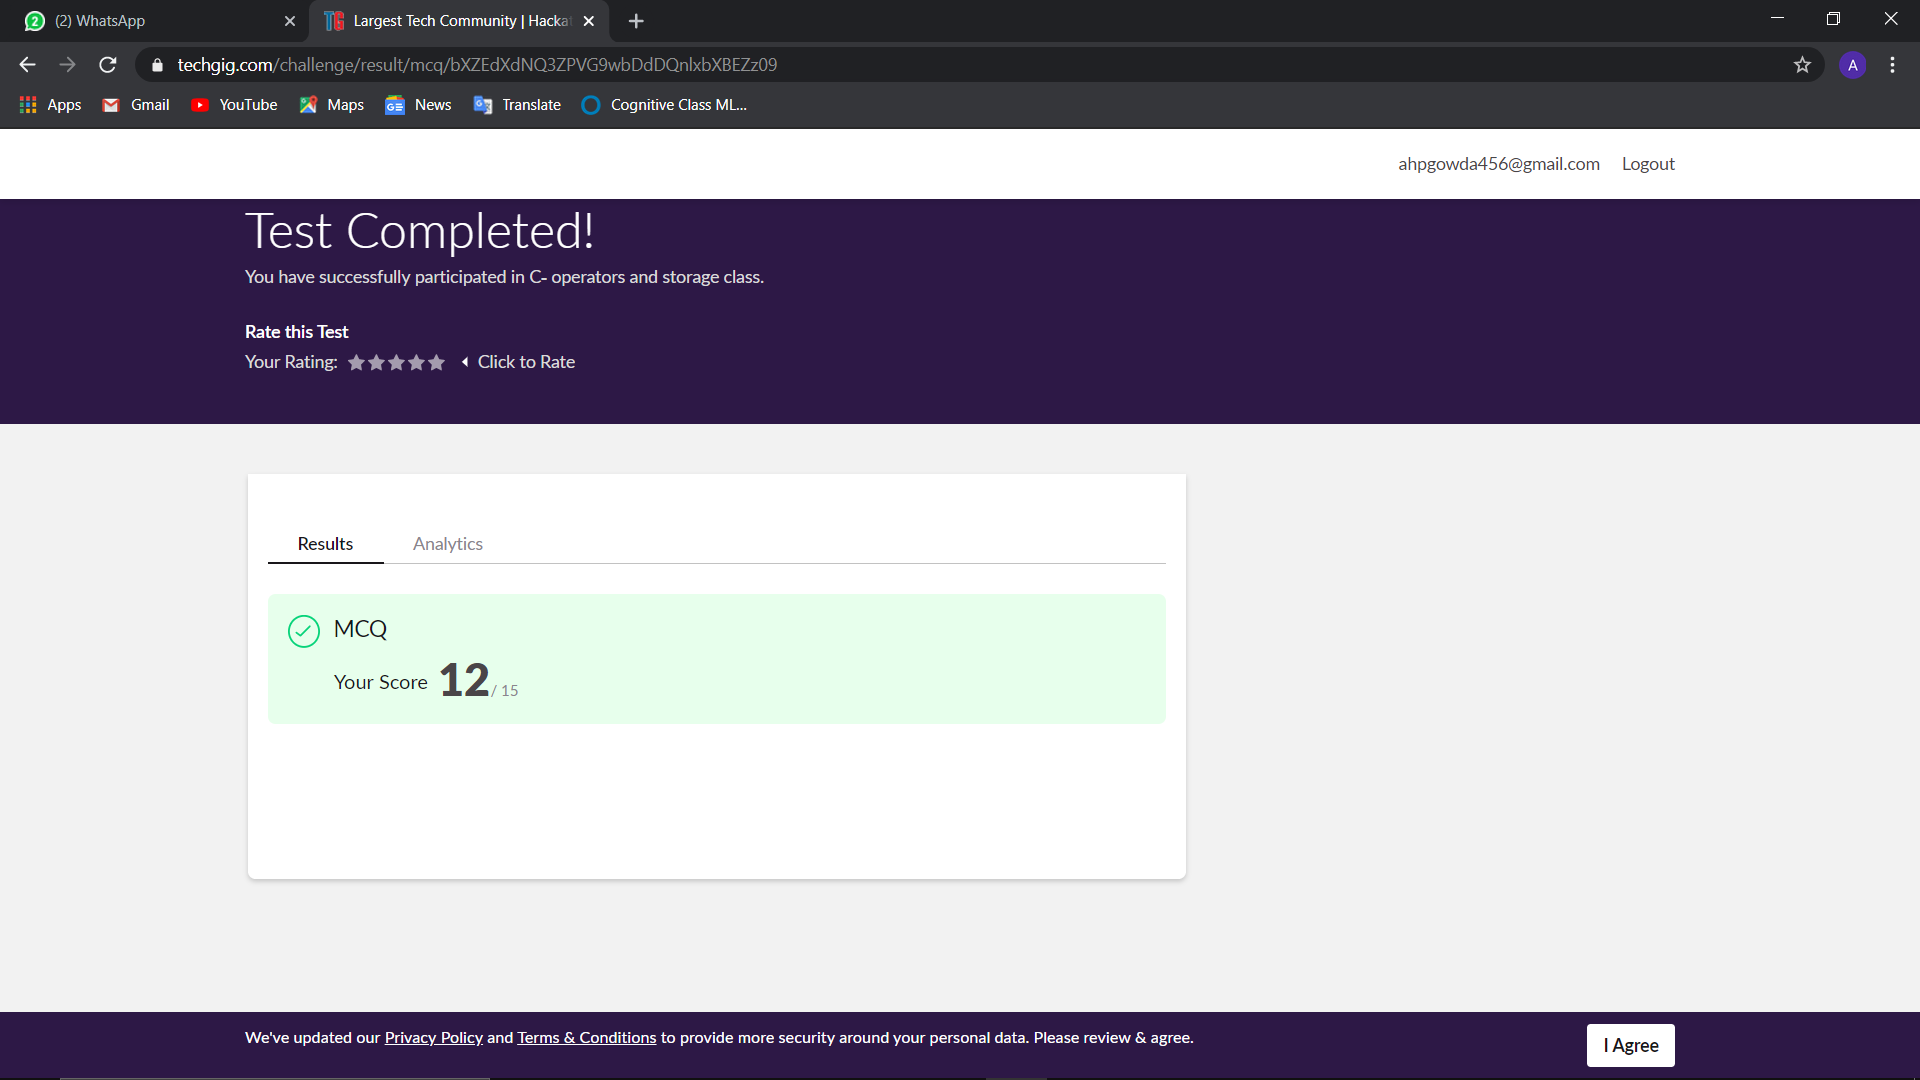 2 (2) WhatsApp
TG Largest Tech Community | Hacka
techgig.com/challenge/result/mcq/bXZEdXdNQ3ZPVG9wbDdDQnlxbXBEZz09
A
Apps Gmail YouTube Maps News Translate Cognitive Class ML...
ahpgowda456@gmail.com Logout
Test Completed!
You have successfully participated in C- operators and storage class.
Rate this Test
Your Rating: Click to Rate
Results Analytics
MCQ
Your Score 12 / 15
We've updated our Privacy Policy and Terms & Conditions to provide more security around your personal data. Please review & agree.
I Agree